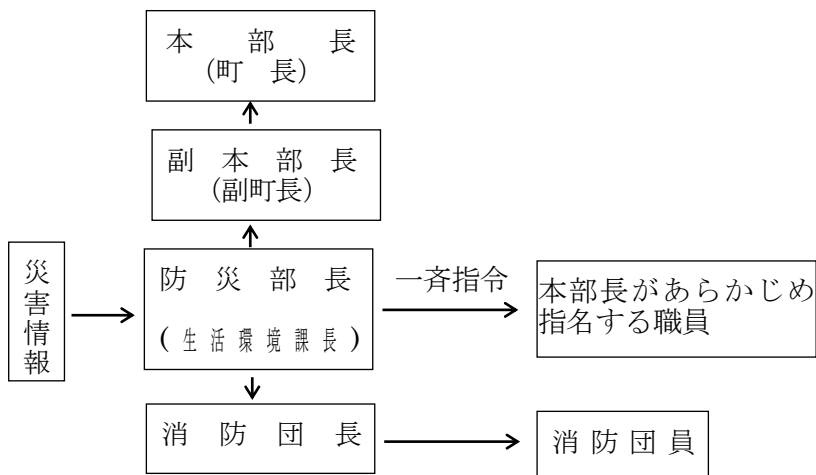 本部長
(町長)
副本部長
(副町長)
災害情報
防災部長
(生活環境課長)
一斉指令
本部長があらかじめ
指名する職員
消防団長
消防団員